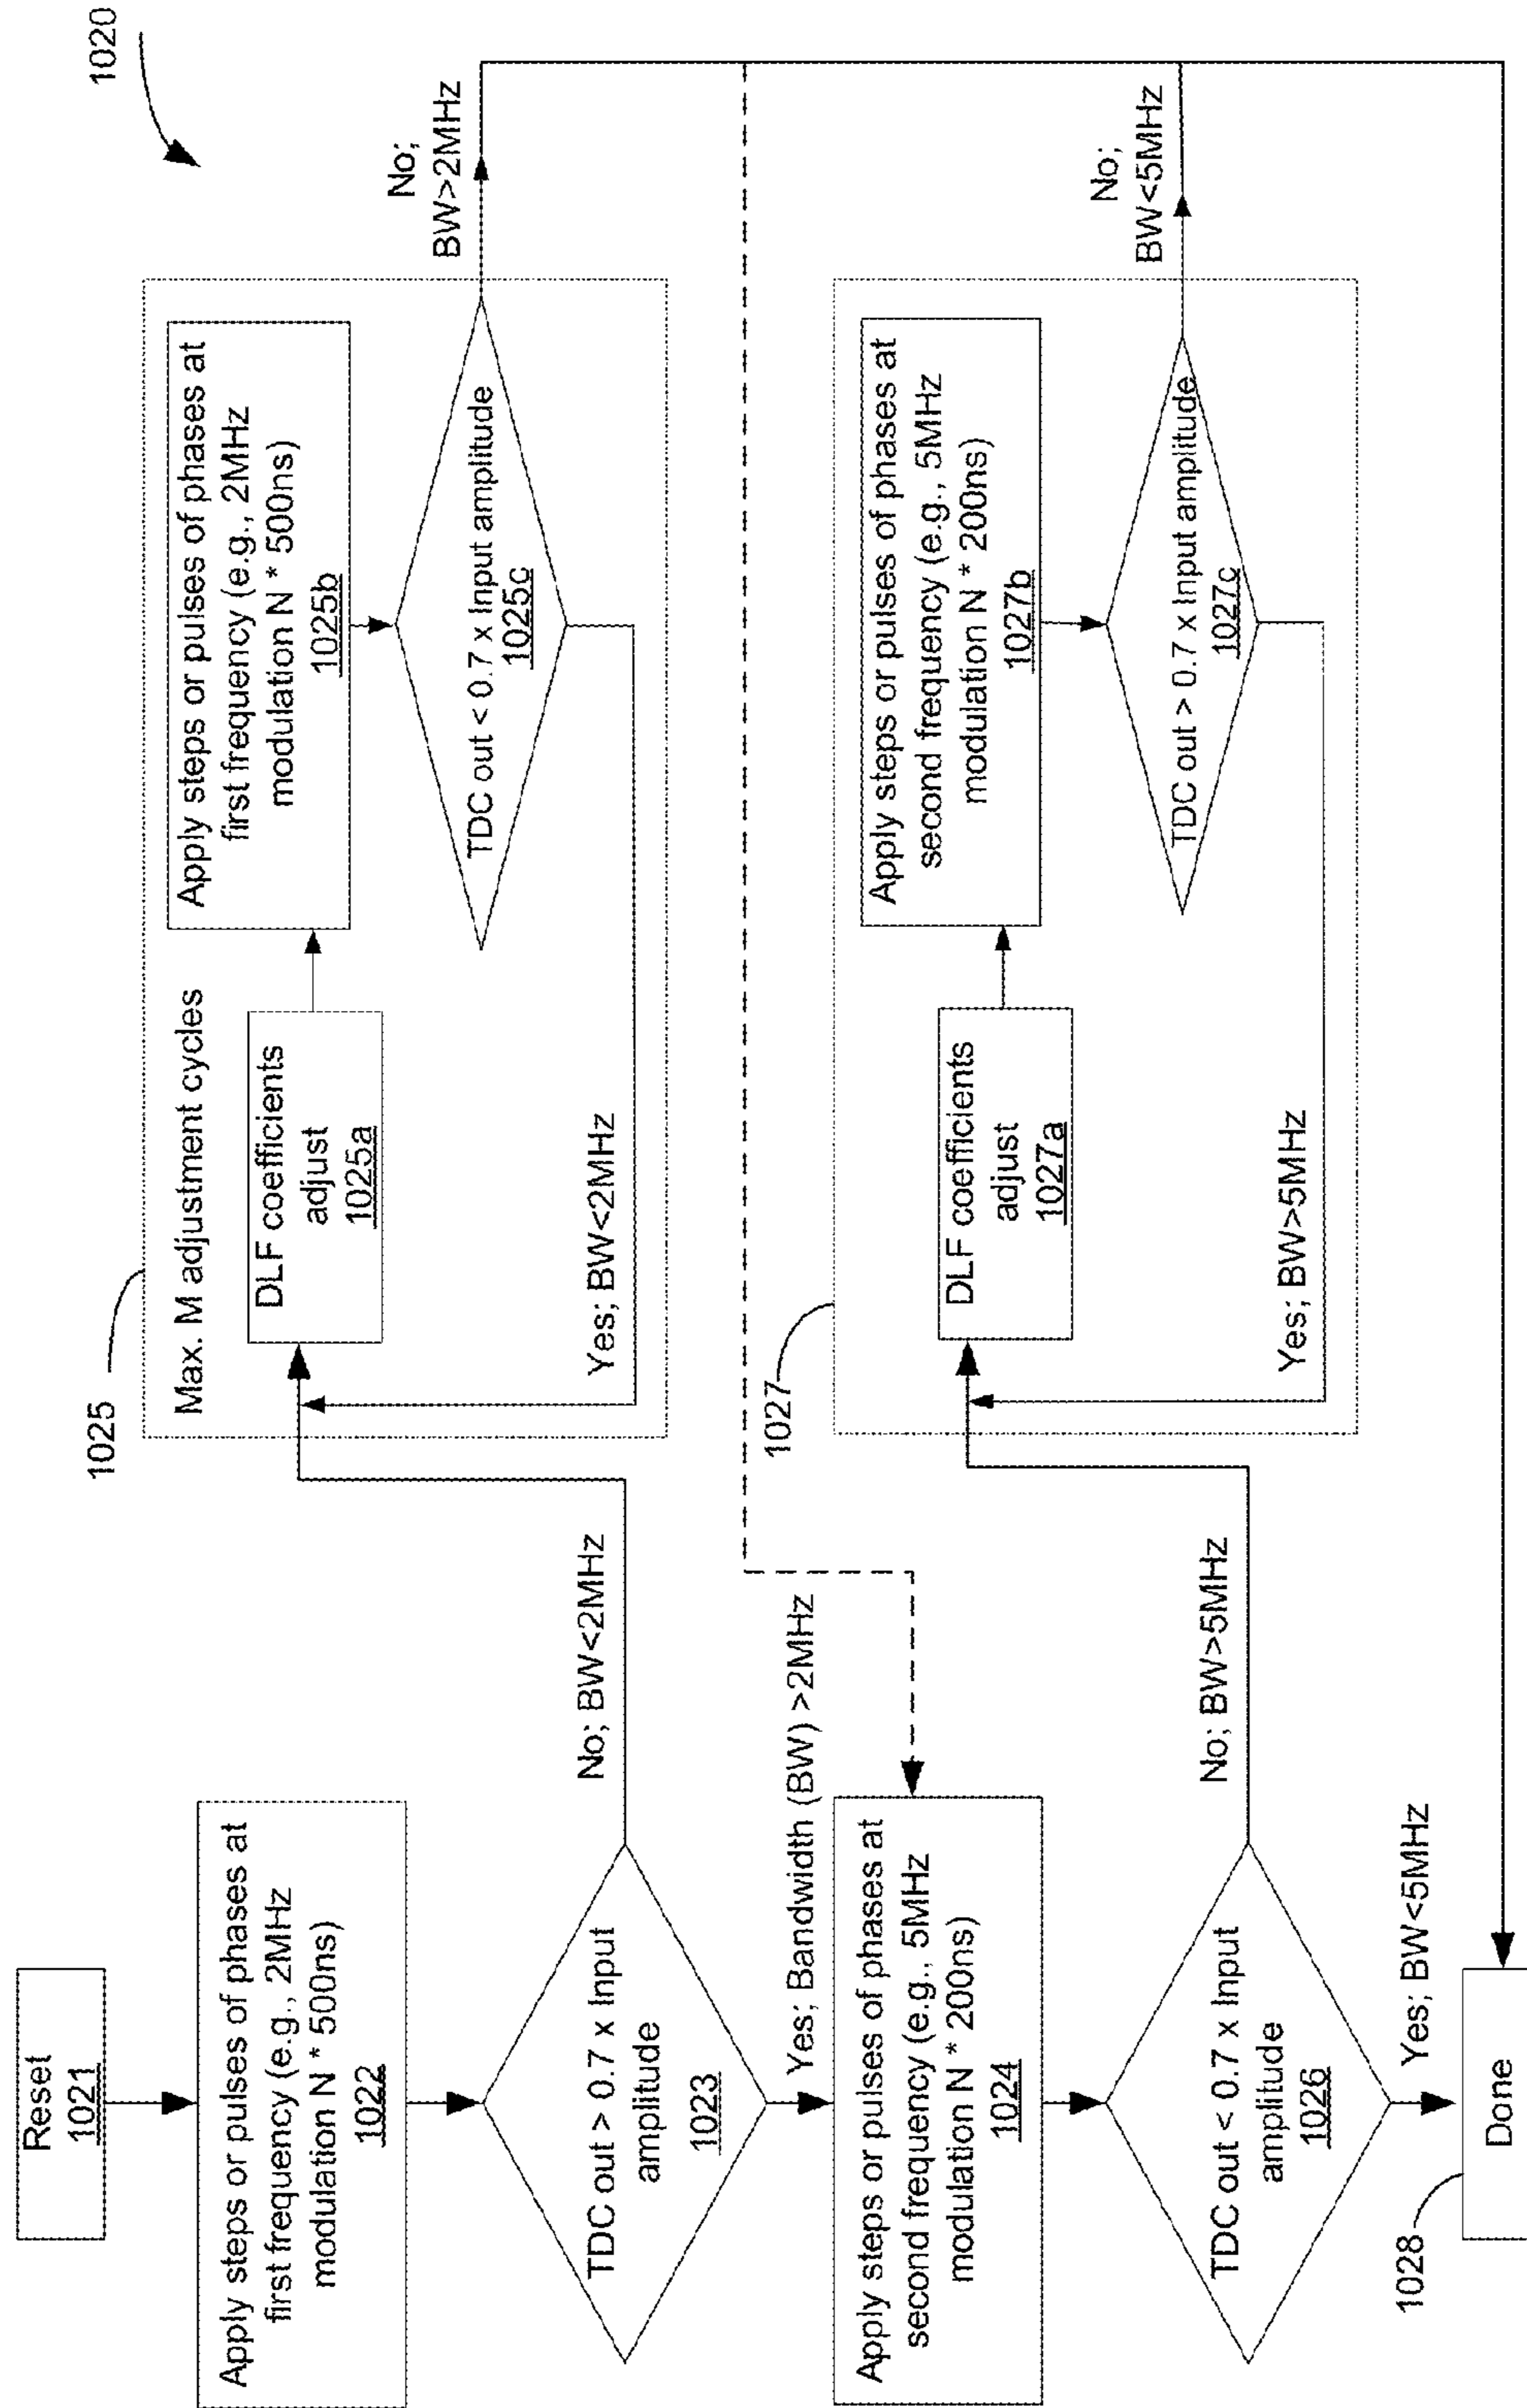 1020
Reset
1021
Apply steps or pulses of phases at
first frequency (e.g., 2MHz
modulation N * 500ns)
1022
TDC out > 0.7 x Input
amplitude
1023
No; BW<2MHz
Yes; Bandwidth (BW) >2MHz
Apply steps or pulses of phases at
second frequency (e.g., 5MHz
modulation N * 200ns)
1024
TDC out < 0.7 x Input
amplitude
1026
No; BW>5MHz
Yes; BW<5MHz
1028
Done
1025
Max. M adjustment cycles
DLF coefficients
adjust
1025a
Apply steps or pulses of phases at
first frequency (e.g., 2MHz
modulation N * 500ns)
1025b
TDC out < 0.7 x Input amplitude
1025c
Yes; BW<2MHz
No;
BW>2MHz
1027
DLF coefficients
adjust
1027a
Apply steps or pulses of phases at
second frequency (e.g., 5MHz
modulation N * 200ns)
1027b
TDC out > 0.7 x Input amplitude
1027c
Yes; BW>5MHz
No;
BW<5MHz